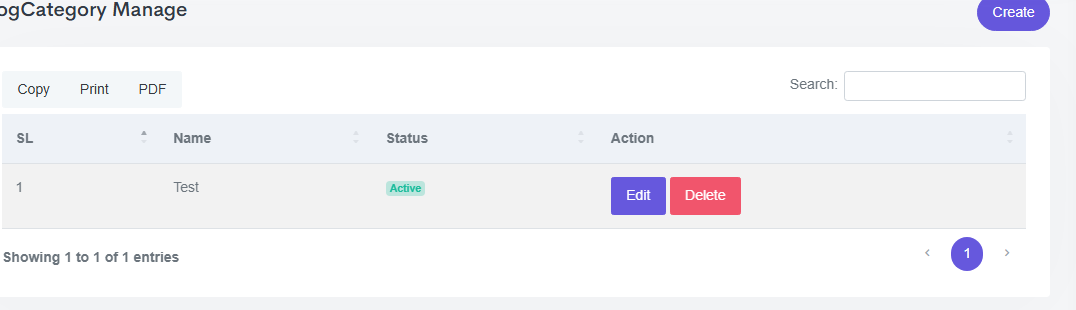 ogCategory Manage
Create
Copy Print PDF
Search:
SL Name Status Action
1 Test Active Edit Delete
Showing 1 to 1 of 1 entries
‹ 1 ›